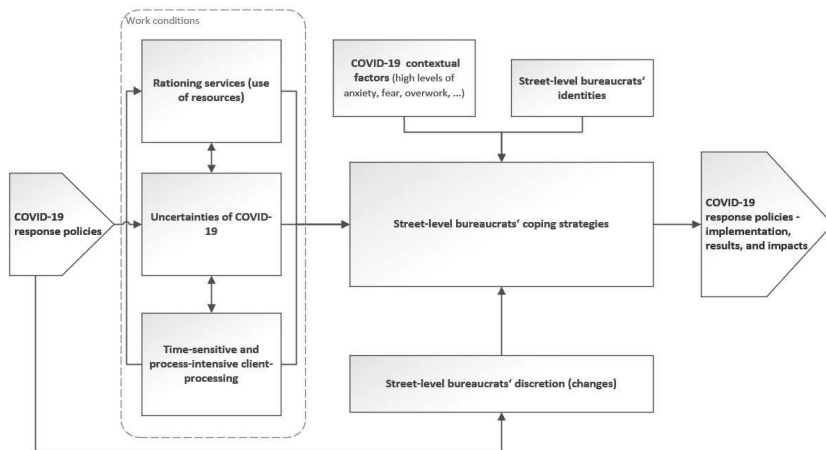 Work conditions
Rationing services (use
of resources)
COVID-19 contextual
factors (high levels of
anxiety, fear, overwork, ...)
Street-level bureaucrats‘
identities
COVID-19
response policies
Uncertainties of COVID-
19
Street-level bureaucrats‘ coping strategies
COVID-19
response policies -
implementation,
results, and impacts
Time-sensitive and
process-intensive client-
processing
Street-level bureaucrats‘ discretion (changes)